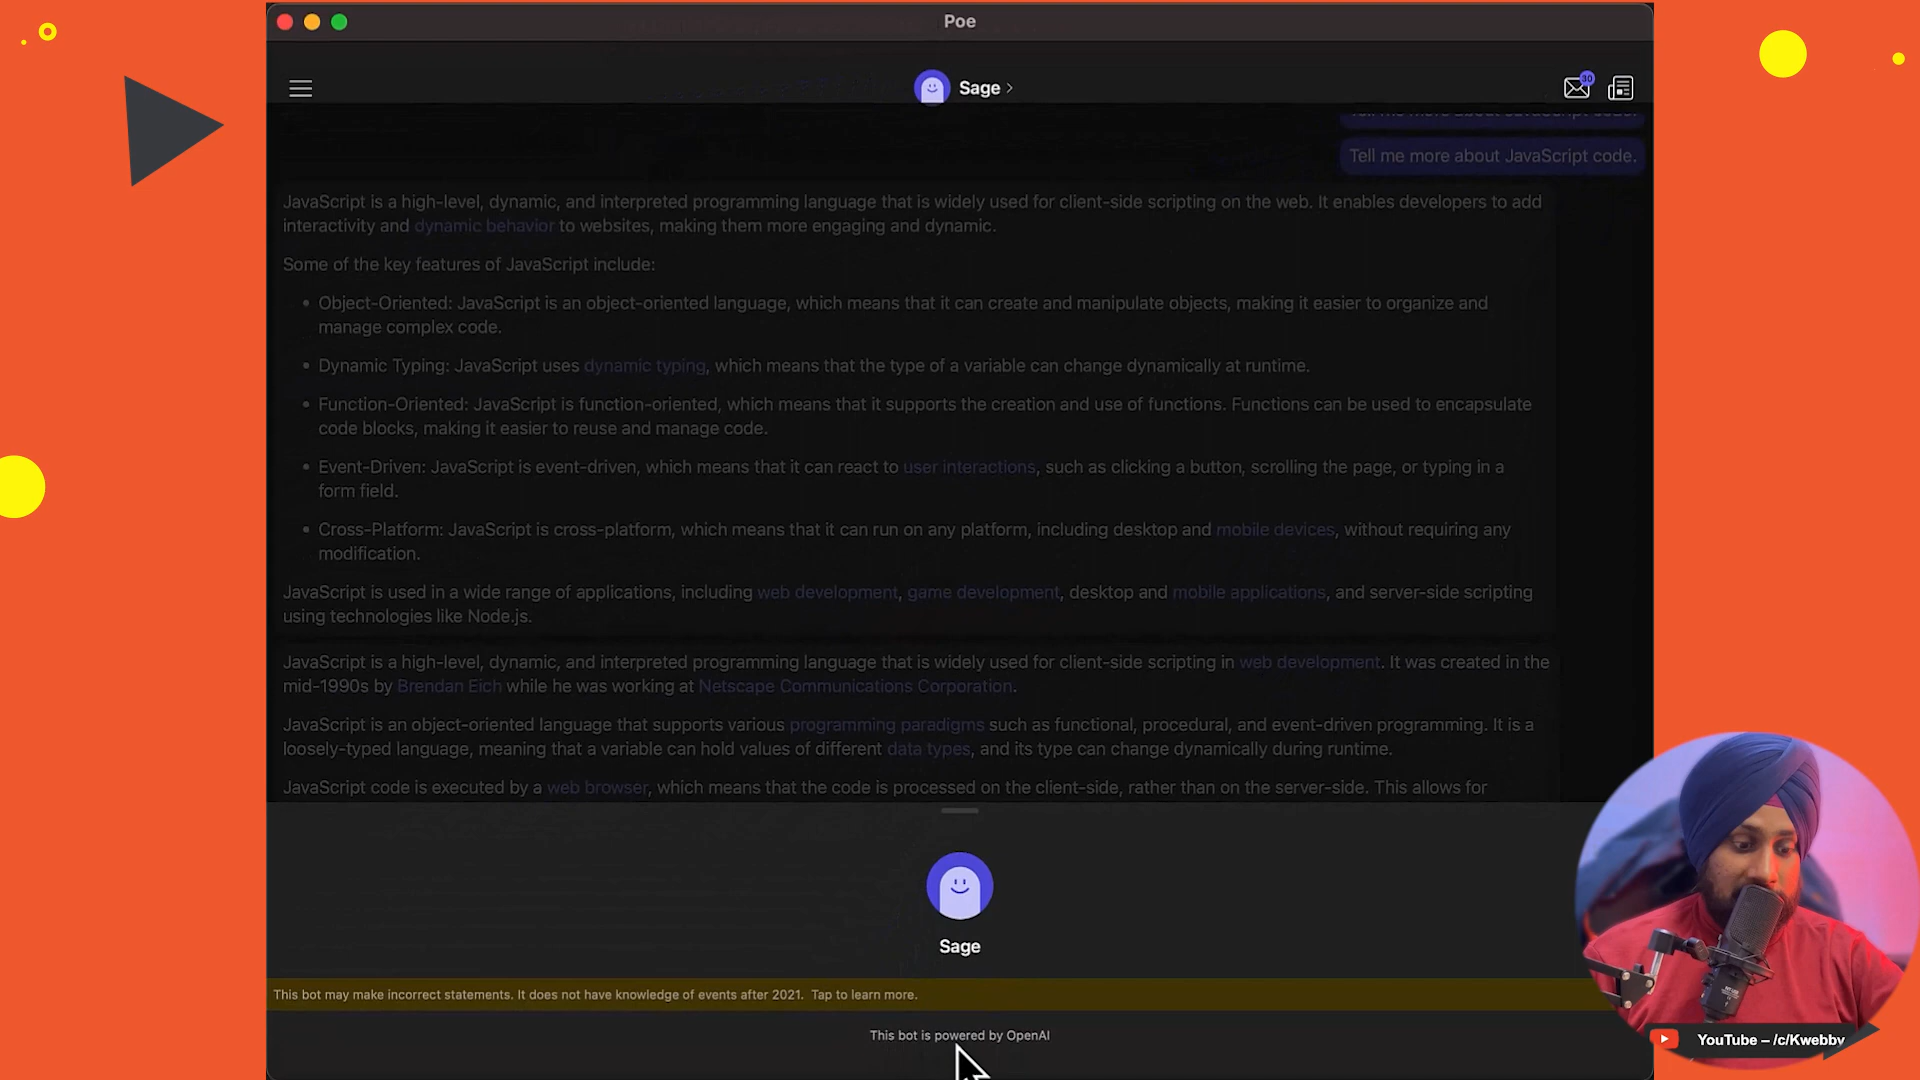 Poe
Sage
30
Tell me more about JavaScript code.
Tell me more about JavaScript code.
JavaScript is a high-level, dynamic, and interpreted programming language that is widely used for client-side scripting on the web. It enables developers to add
interactivity and dynamic behavior to websites, making them more engaging and dynamic.
Some of the key features of JavaScript include:
• Object-Oriented: JavaScript is an object-oriented language, which means that it can create and manipulate objects, making it easier to organize and
manage complex code.
• Dynamic Typing: JavaScript uses dynamic typing, which means that the type of a variable can change dynamically at runtime.
• Function-Oriented: JavaScript is function-oriented, which means that it supports the creation and use of functions. Functions can be used to encapsulate
code blocks, making it easier to reuse and manage code.
• Event-Driven: JavaScript is event-driven, which means that it can react to user interactions, such as clicking a button, scrolling the page, or typing in a
form field.
• Cross-Platform: JavaScript is cross-platform, which means that it can run on any platform, including desktop and mobile devices, without requiring any
modification.
JavaScript is used in a wide range of applications, including web development, game development, desktop and mobile applications, and server-side scripting
using technologies like Node.js.
JavaScript is a high-level, dynamic, and interpreted programming language that is widely used for client-side scripting in web development. It was created in the
mid-1990s by Brendan Eich while he was working at Netscape Communications Corporation.
JavaScript is an object-oriented language that supports various programming paradigms such as functional, procedural, and event-driven programming. It is a
loosely-typed language, meaning that a variable can hold values of different data types, and its type can change dynamically during runtime.
JavaScript code is executed by a web browser, which means that the code is processed on the client-side, rather than on the server-side. This allows for
Sage
This bot may make incorrect statements. It does not have knowledge of events after 2021. Tap to learn more.
This bot is powered by OpenAI
YouTube – /c/Kwebby